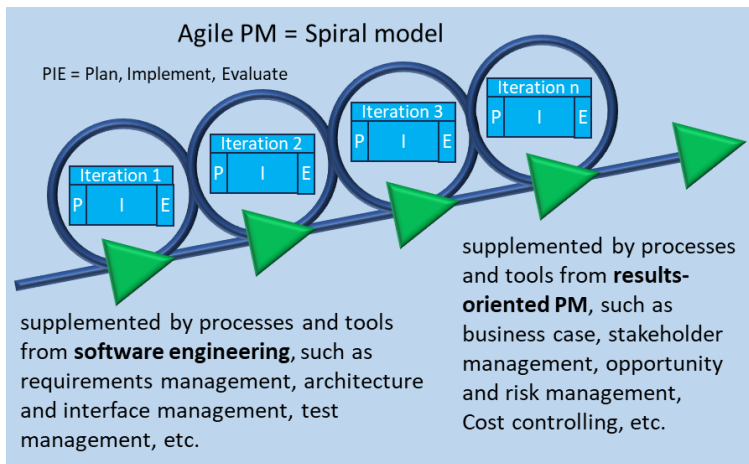 Agile PM = Spiral model
PIE = Plan, Implement, Evaluate
Iteration 1
P I E
Iteration 2
P I E
Iteration 3
P I E
Iteration n
P I E
supplemented by processes and tools
from software engineering, such as
requirements management, architecture
and interface management, test
management, etc.
supplemented by processes
and tools from results-
oriented PM, such as
business case, stakeholder
management, opportunity
and risk management,
Cost controlling, etc.